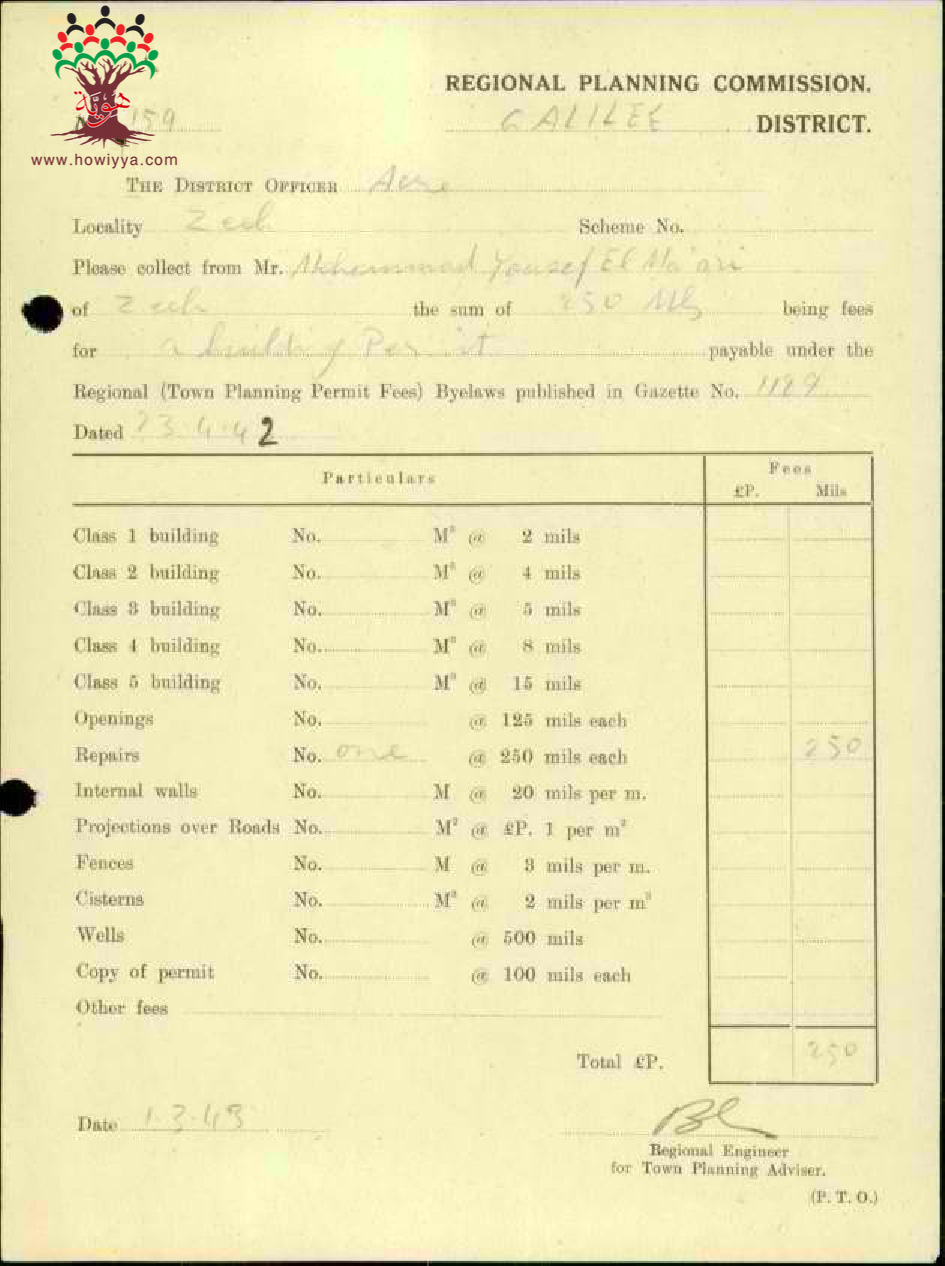 REGIONAL PLANNING COMMISSION.
هوية
159
GALILEE DISTRICT.
www.howiyya.com
THE DISTRICT OFFICER Acre
Locality Zeeb Scheme No.
Please collect from Mr. Mohammad Yousef El
of Zeeb the sum of 250 Mls being fees
for a building Permit payable under the
Regional (Town Planning Permit Fees) Byelaws published in Gazette No. 1189
Dated 23.4.42
Particulars Fees
£P. Mils
Class 1 building No. M² @ 2 mils
Class 2 building No. M² @ 4 mils
Class 3 building No. M² @ 5 mils
Class 4 building No. M² @ 8 mils
Class 5 building No. M² @ 15 mils
Openings No. @ 125 mils each
Repairs No. one @ 250 mils each 250
Internal walls No. M @ 20 mils per m.
Projections over Roads No. M² @ £P. 1 per m²
Fences No. M @ 3 mils per m.
Cisterns No. M³ @ 2 mils per m³
Wells No. @ 500 mils
Copy of permit No. @ 100 mils each
Other fees
Total £P. 250
Date 1.3.43
Regional Engineer
for Town Planning Adviser.
(P. T. O.)